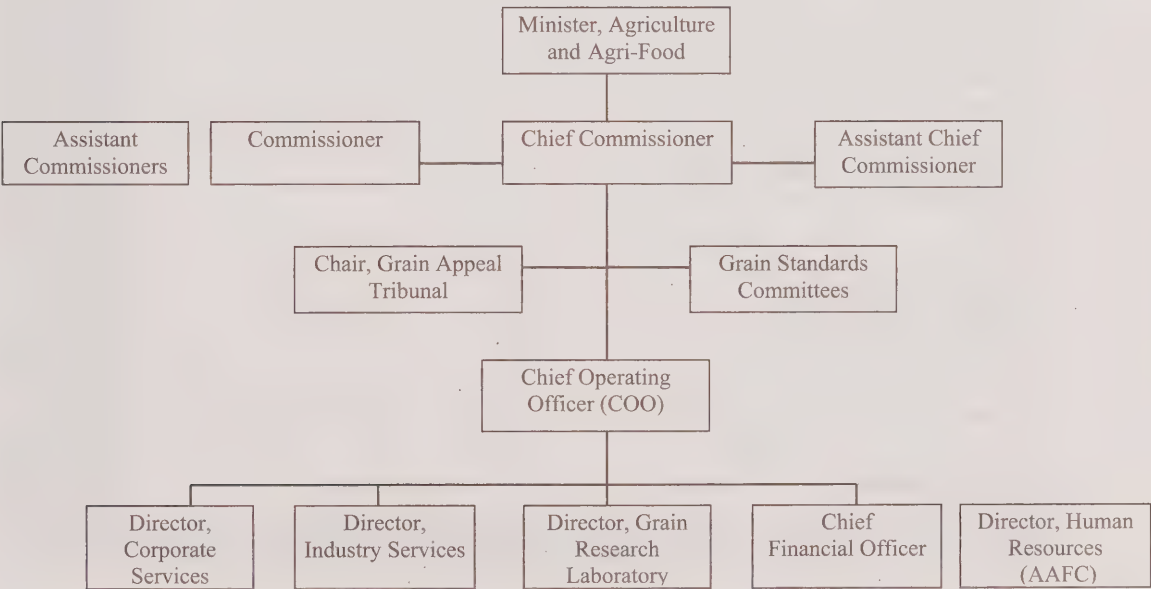 Minister, Agriculture
and Agri-Food
Assistant
Commissioners
Commissioner
Chief Commissioner
Assistant Chief
Commissioner
Chair, Grain Appeal
Tribunal
Grain Standards
Committees
Chief Operating
Officer (COO)
Director,
Corporate
Services
Director,
Industry Services
Director, Grain
Research
Laboratory
Chief
Financial Officer
Director, Human
Resources
(AAFC)